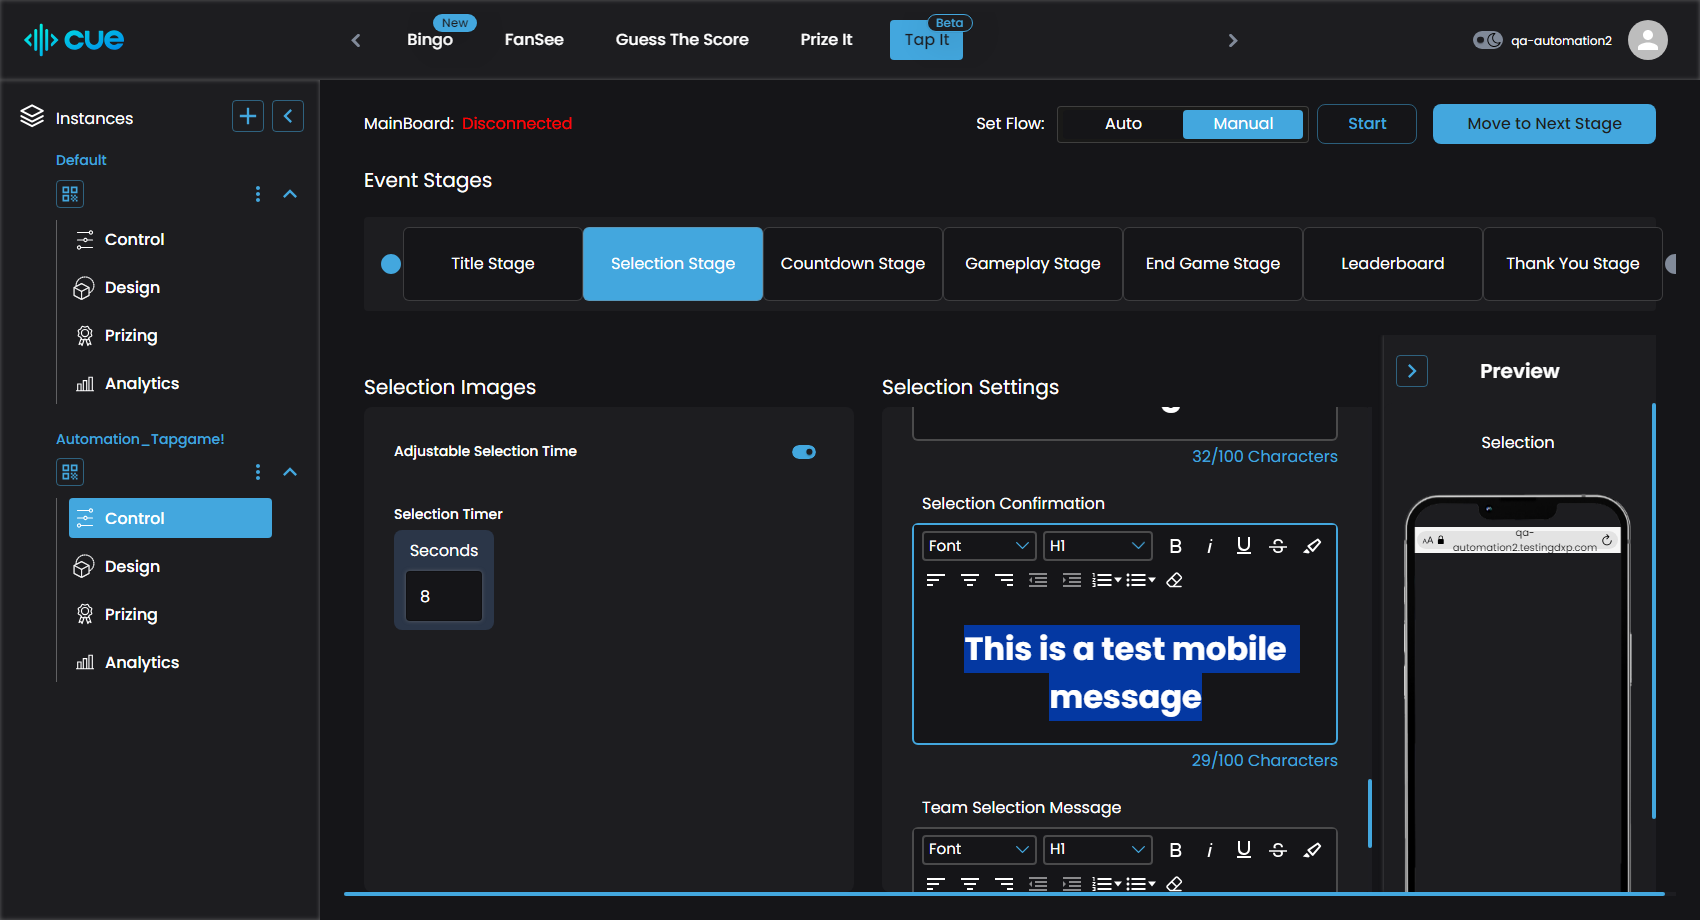 cue
Bingo
New
FanSee
Guess The Score
Prize It
Tap It
Beta
qa-automation2
Instances
Default
Control
Design
Prizing
Analytics
Automation_Tapgame!
Control
Design
Prizing
Analytics
MainBoard: Disconnected
Set Flow:
Auto
Manual
Start
Move to Next Stage
Event Stages
Title Stage
Selection Stage
Countdown Stage
Gameplay Stage
End Game Stage
Leaderboard
Thank You Stage
Selection Images
Adjustable Selection Time
Selection Timer
Seconds
8
Selection Settings
32/100 Characters
Selection Confirmation
Font
H1
B i U S
This is a test mobile
message
29/100 Characters
Team Selection Message
Font
H1
B i U S
Preview
Selection
AA
qa-
automation2.testingdxp.com